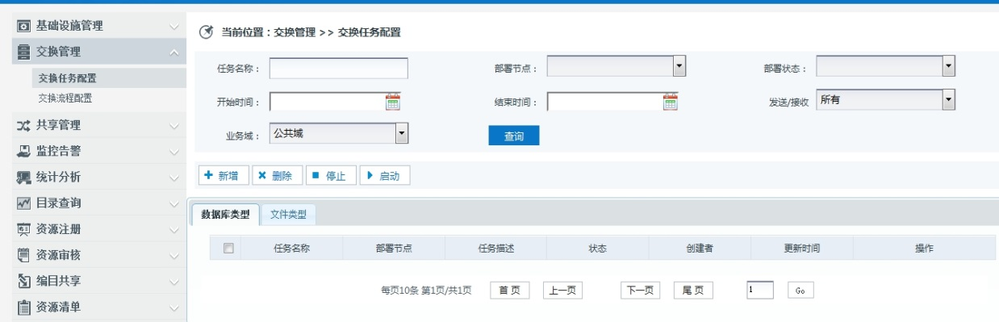 基础设施管理
交换管理
交换任务配置
交换流程配置
共享管理
监控告警
统计分析
目录查询
资源注册
资源审核
编目共享
资源清单
当前位置：交换管理 >> 交换任务配置
任务名称： 部署节点： 部署状态：
开始时间： 结束时间： 发送/接收 所有
业务域： 公共域 查询
新增 删除 停止 启动
数据库类型 文件类型
任务名称 部署节点 任务描述 状态 创建者 更新时间 操作
每页10条 第1页/共1页 首页 上一页 下一页 尾页 1 Go